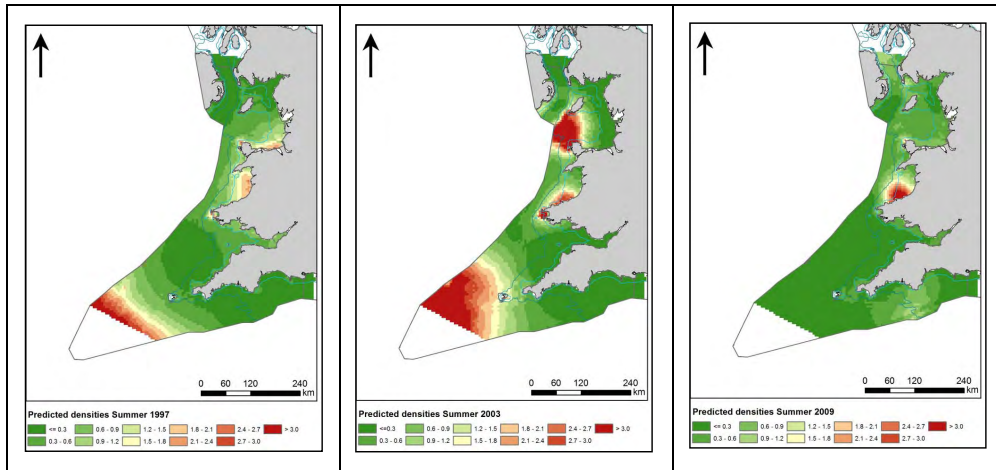 0 60 120 240
km
Predicted densities Summer 1997
<= 0.3 0.6 - 0.9 1.2 - 1.5 1.8 - 2.1 2.4 - 2.7 > 3.0
0.3 - 0.6 0.9 - 1.2 1.5 - 1.8 2.1 - 2.4 2.7 - 3.0
0 60 120 240
km
Predicted densities Summer 2003
<=0.3 0.6 - 0.9 1.2 - 1.5 1.8 - 2.1 2.4 - 2.7 > 3.0
0.3 - 0.6 0.9 - 1.2 1.5 - 1.8 2.1 - 2.4 2.7 - 3.0
0 60 120 240
km
Predicted densities Summer 2009
<= 0.3 0.6 - 0.9 1.2 - 1.5 1.8 - 2.1 2.4 - 2.7 > 3.0
0.3 - 0.6 0.9 - 1.2 1.5 - 1.8 2.1 - 2.4 2.7 - 3.0